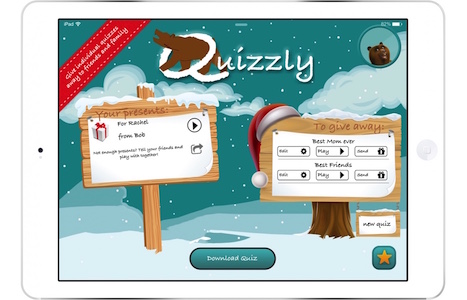 iPad
82%
Give individual quizzes
away to friends and family
Quizzly
Your presents:
For Rachel
from Bob
Not enough presents? Tell your friends and
play with together!
To give away:
Best Mom ever
Edit
Play
Send
Best Friends
Edit
Play
Send
new quiz
Download Quiz